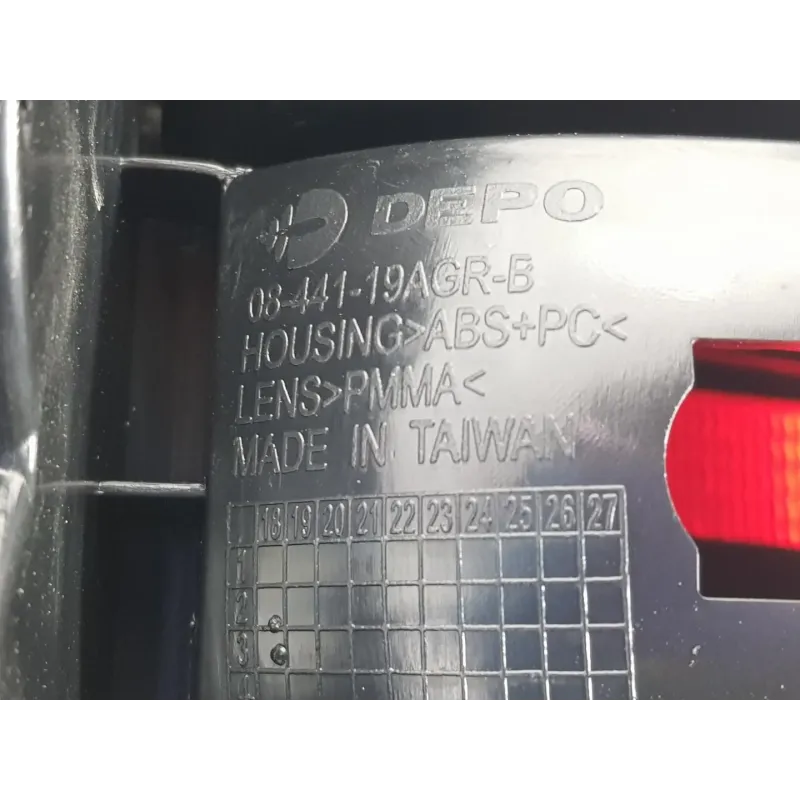 DEPO
08-441-19AGR-B
HOUSING>ABS+PC<
LENS>PMMA<
MADE IN TAIWAN
18 19 20 21 22 23 24 25 26 27
1
2
3